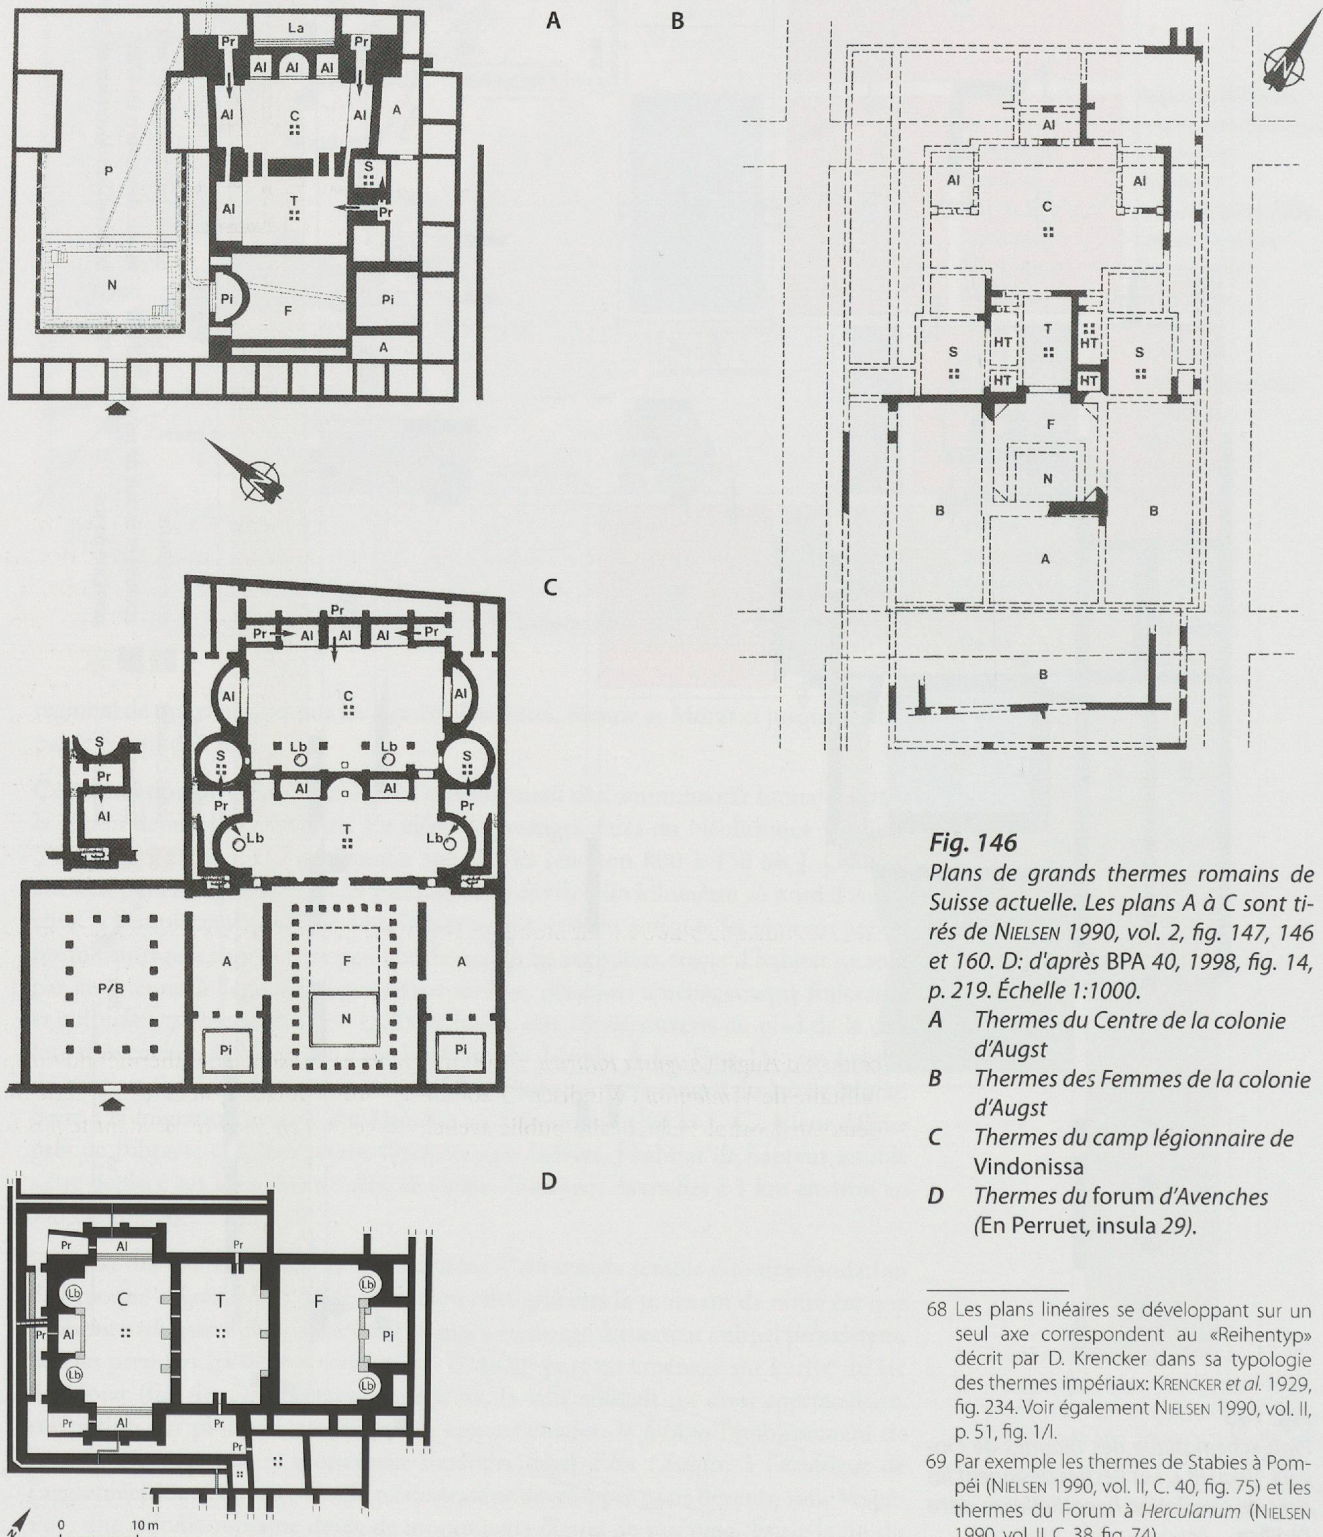 A
La
Pr
Pr
Al
Al
Al
Al
C
Al
A
P
S
Al
T
Pr
N
Pi
F
Pi
A
N
B
N
Al
Al
Al
C
S
HT
T
HT
S
HT
HT
F
N
B
B
A
B
C
Pr
Pr
Al
Al
Al
Pr
Al
Al
C
Lb
Lb
S
S
Al
Al
Pr
Pr
Lb
T
Lb
S
Pr
Al
P/B
A
F
A
N
Pi
Pi
D
Pr
Al
Pr
Lb
C
T
F
Lb
Pr
Al
Pi
Lb
Lb
Pr
Al
Pr
Pr
N
0
10 m
Fig. 146
Plans de grands thermes romains de
Suisse actuelle. Les plans A à C sont ti-
rés de NIELSEN 1990, vol. 2, fig. 147, 146
et 160. D: d'après BPA 40, 1998, fig. 14,
p. 219. Échelle 1:1000.
A Thermes du Centre de la colonie
d'Augst
B Thermes des Femmes de la colonie
d'Augst
C Thermes du camp légionnaire de
Vindonissa
D Thermes du forum d'Avenches
(En Perruet, insula 29).
68 Les plans linéaires se développant sur un
seul axe correspondent au «Reihentyp»
décrit par D. Krencker dans sa typologie
des thermes impériaux: KRENCKER et al. 1929,
fig. 234. Voir également NIELSEN 1990, vol. II,
p. 51, fig. 1/I.
69 Par exemple les thermes de Stabies à Pom-
péi (NIELSEN 1990, vol. II, C. 40, fig. 75) et les
thermes du Forum à Herculanum (NIELSEN
1990, vol. II, C. 38, fig. 74).